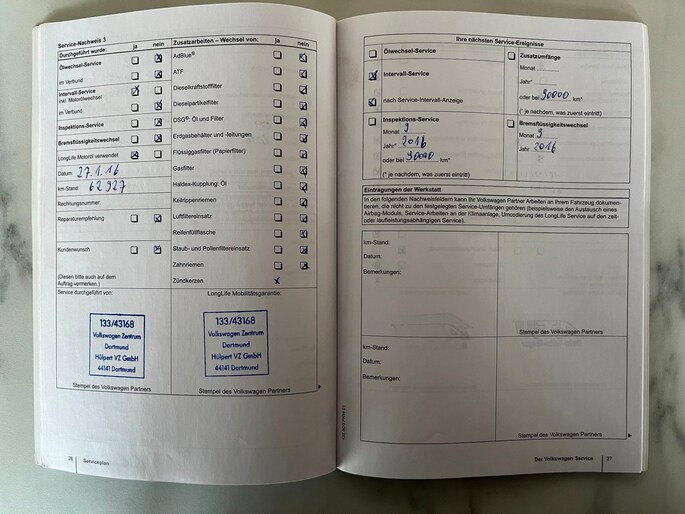 Service-Nachweis 3
Durchgeführt wurde: ja nein
Ölwechsel-Service
im Verbund
Intervall-Service
inkl. Motorölwechsel
im Verbund
Inspektions-Service
Bremsflüssigkeitswechsel
LongLife Motoröl verwendet
Datum: 27.1.16
km-Stand: 62 927
Rechnungsnummer:
Reparaturempfehlung
Kundenwunsch
(Diesen bitte auch auf dem
Auftrag vermerken.)
Zusatzarbeiten – Wechsel von: ja nein
AdBlue®
ATF
Dieselkraftstofffilter
Dieselpartikelfilter
DSG® Öl und Filter
Erdgasbehälter und -leitungen
Flüssiggasfilter (Papierfilter)
Gasfilter
Haldex-Kupplung: Öl
Keilrippenriemen
Luftfiltereinsatz
Reifenfüllflasche
Staub- und Pollenfiltereinsatz
Zahnriemen
Zündkerzen x
Service durchgeführt von:
133/43168
Volkswagen Zentrum
Dortmund
Hülpert VZ GmbH
44141 Dortmund
Stempel des Volkswagen Partners
LongLife Mobilitätsgarantie:
133/43168
Volkswagen Zentrum
Dortmund
Hülpert VZ GmbH
44141 Dortmund
Stempel des Volkswagen Partners
26 Serviceplan
Ihre nächsten Service-Ereignisse
Ölwechsel-Service
Intervall-Service
nach Service-Intervall-Anzeige
Zusatzumfänge
Monat
Jahr*
oder bei 90000 km*
(* je nachdem, was zuerst eintritt)
Inspektions-Service
Monat 9
Jahr* 2016
oder bei 90000 km*
(* je nachdem, was zuerst eintritt)
Bremsflüssigkeitswechsel
Monat 9
Jahr 2016
Eintragungen der Werkstatt
In den folgenden Nachweisfeldern kann Ihr Volkswagen Partner Arbeiten an Ihrem Fahrzeug dokumen-
tieren, die nicht zu den festgelegten Service-Umfängen gehören (beispielsweise den Austausch eines
Airbag-Moduls, Service-Arbeiten an der Klimaanlage, Umcodierung des LongLife Service auf den zeit-
oder laufleistungsabhängigen Service).
km-Stand:
Datum:
Bemerkungen:
Stempel des Volkswagen Partners
km-Stand:
Datum:
Bemerkungen:
Stempel des Volkswagen Partners
Der Volkswagen Service 27